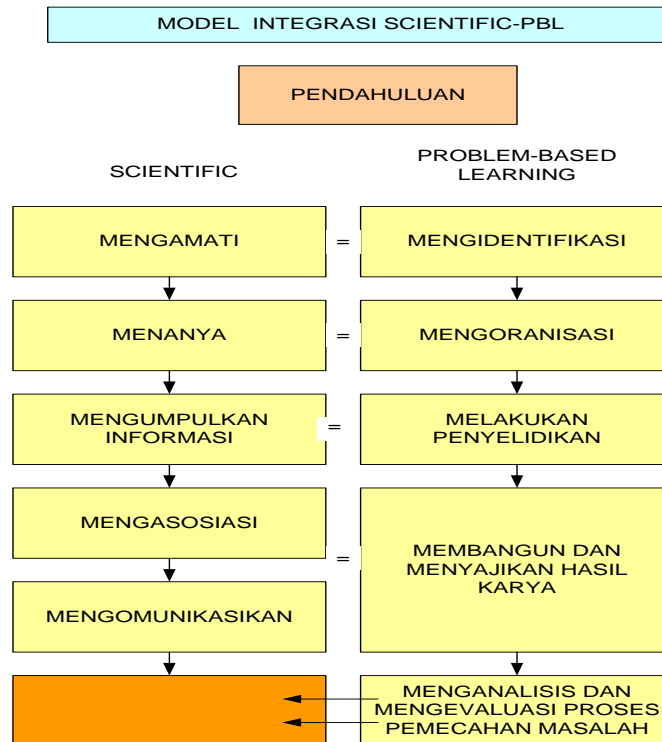 MODEL INTEGRASI SCIENTIFIC-PBL
PENDAHULUAN
SCIENTIFIC
PROBLEM-BASED
LEARNING
MENGAMATI
=
MENGIDENTIFIKASI
MENANYA
=
MENGORANISASI
MENGUMPULKAN
INFORMASI
=
MELAKUKAN
PENYELIDIKAN
MENGASOSIASI
MENGOMUNIKASIKAN
=
MEMBANGUN DAN
MENYAJIKAN HASIL
KARYA
MENGANALISIS DAN
MENGEVALUASI PROSES
PEMECAHAN MASALAH